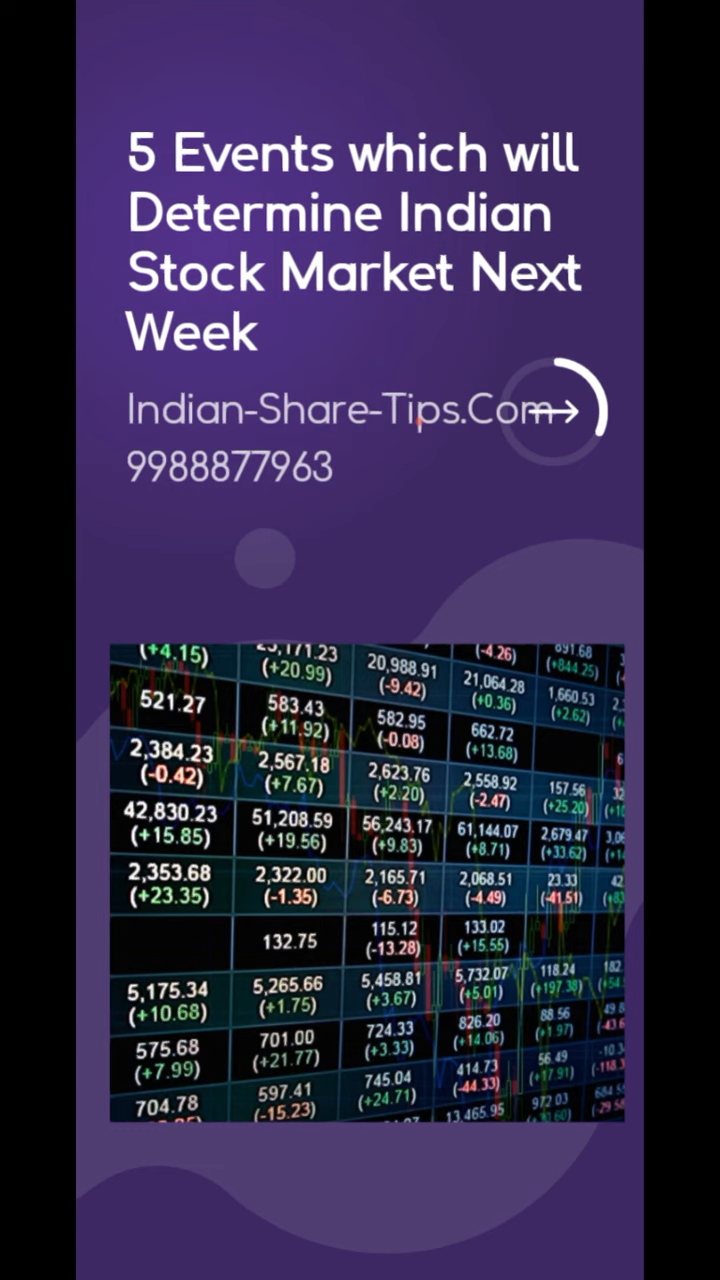 5 Events which will
Determine Indian
Stock Market Next
Week
Indian-Share-Tips.Com
9988877963
(+4.15) (+20.99) 20,988.91 (-4.26) (+844.25)
(-9.42) 21,064.28 1,660.53
521.27 583.43 582.95 (+0.36) (+2.62)
(+11.92) (-0.08) 662.72
(+13.68)
2,384.23 2,567.18 2,623.76 2,558.92 157.56
(-0.42) (+7.67) (+2.20) (-2.47) (+25.20)
42,830.23 51,208.59 56,243.17 61,144.07 2,679.47
(+15.85) (+19.56) (+9.83) (+8.71) (+33.62)
2,353.68 2,322.00 2,165.71 2,068.51 23.33
(+23.35) (-1.35) (-6.73) (-4.49) (-41.51)
132.75 115.12 133.02
(-13.28) (+15.55)
5,175.34 5,265.66 5,458.81 5,732.07 118.24
(+10.68) (+1.75) (+3.67) (+5.01) (+197.38)
575.68 701.00 724.33 826.20 88.56
(+7.99) (+21.77) (+3.33) (+14.06) (+1.97)
704.78 597.41 745.04 414.73 56.49
(-15.23) (+24.71) (-44.33) (+17.91)
13,465.95 972.03